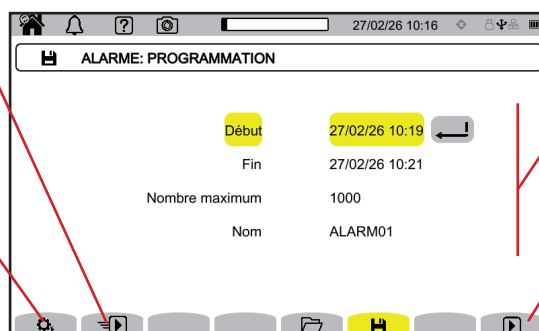 27/02/26 10:16
ALARME: PROGRAMMATION
Début 27/02/26 10:19
Fin 27/02/26 10:21
Nombre maximum 1000
Nom ALARM01